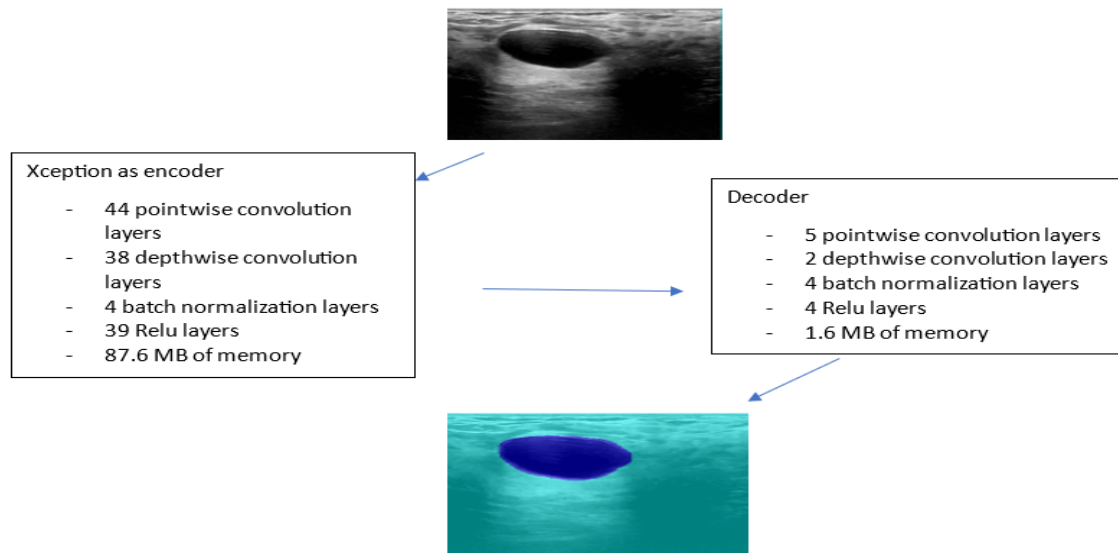 Xception as encoder
- 44 pointwise convolution
layers
- 38 depthwise convolution
layers
- 4 batch normalization layers
- 39 Relu layers
- 87.6 MB of memory
Decoder
- 5 pointwise convolution layers
- 2 depthwise convolution layers
- 4 batch normalization layers
- 4 Relu layers
- 1.6 MB of memory